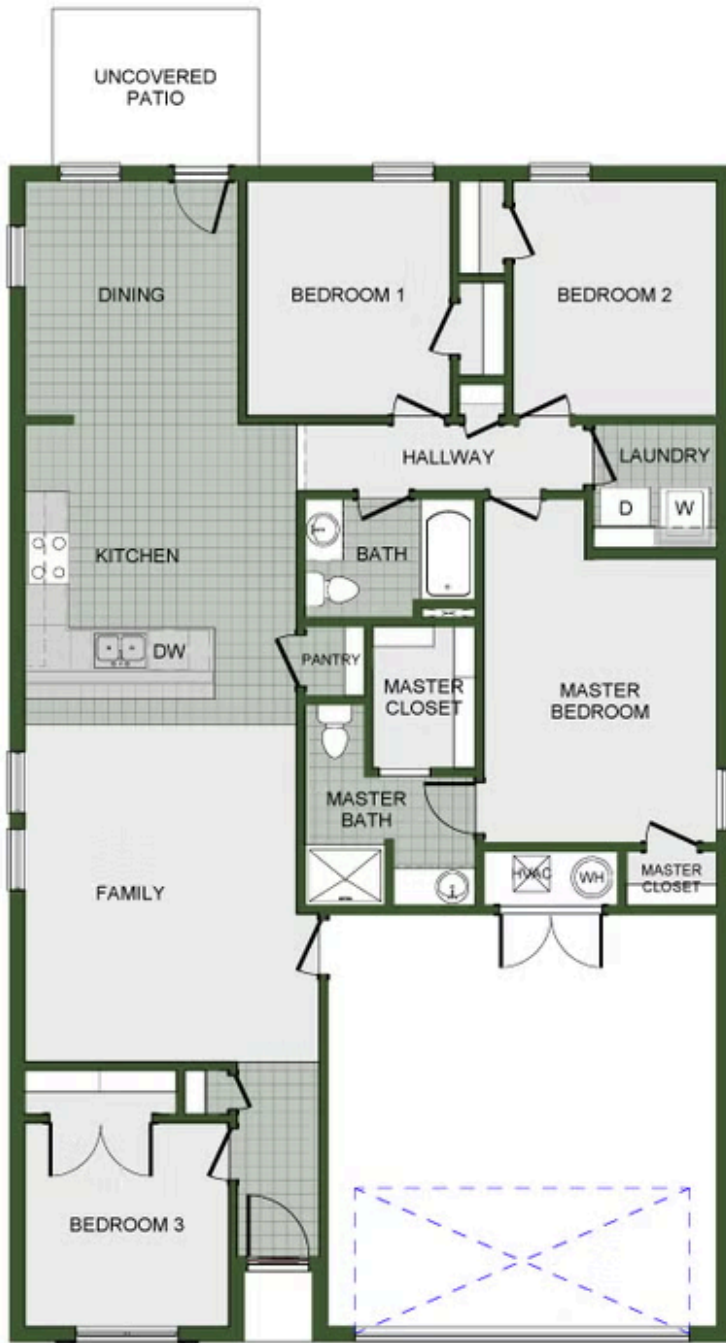 UNCOVERED
PATIO
DINING
BEDROOM 1
BEDROOM 2
HALLWAY
LAUNDRY
D
W
KITCHEN
BATH
DW
PANTRY
MASTER
CLOSET
MASTER
BEDROOM
MASTER
BATH
FAMILY
HVAC
WH
MASTER
CLOSET
BEDROOM 3